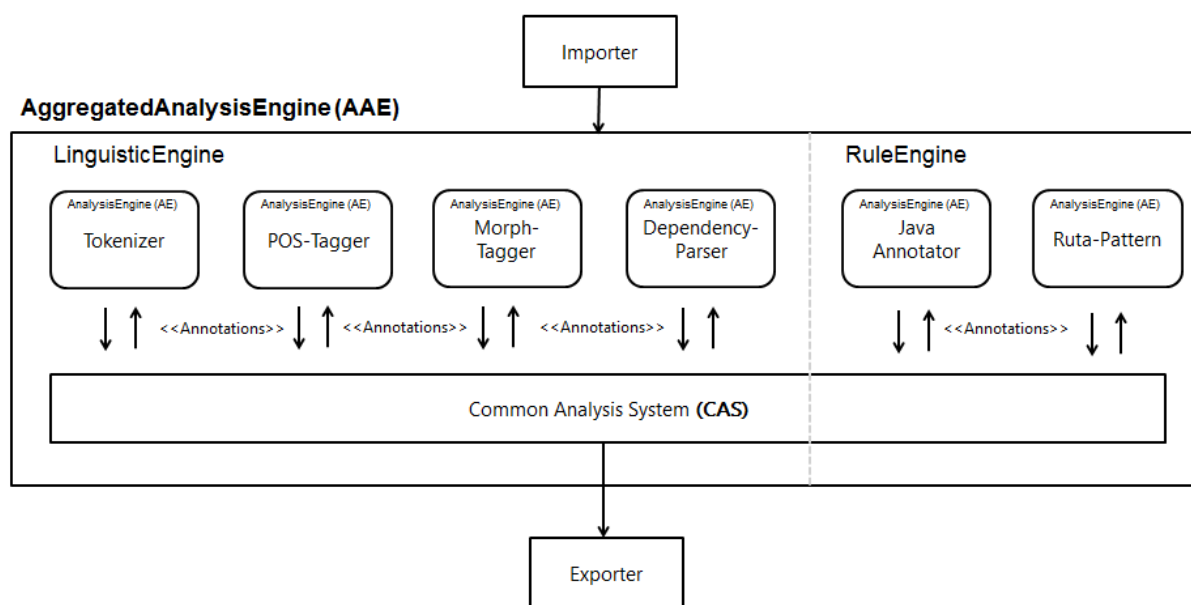 Importer
AggregatedAnalysisEngine (AAE)
LinguisticEngine
RuleEngine
AnalysisEngine (AE)
Tokenizer
AnalysisEngine (AE)
POS-Tagger
AnalysisEngine (AE)
Morph-
Tagger
AnalysisEngine (AE)
Dependency-
Parser
AnalysisEngine (AE)
Java
Annotator
AnalysisEngine (AE)
Ruta-Pattern
<<Annotations>>
<<Annotations>>
<<Annotations>>
<<Annotations>>
Common Analysis System (CAS)
Exporter